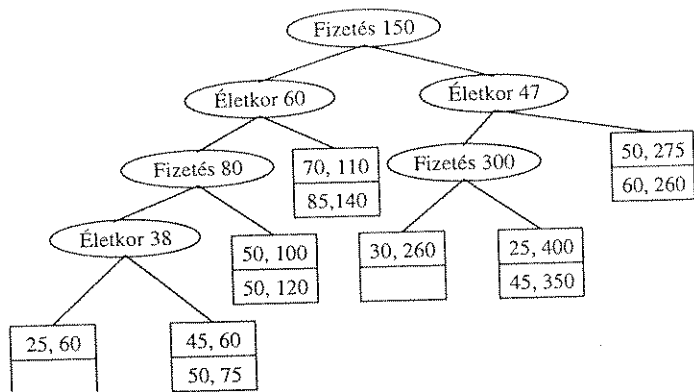 Fizetés 150
Életkor 60
Életkor 47
Fizetés 80
70, 110
85,140
Fizetés 300
50, 275
60, 260
Életkor 38
50, 100
50, 120
30, 260
25, 400
45, 350
25, 60
45, 60
50, 75